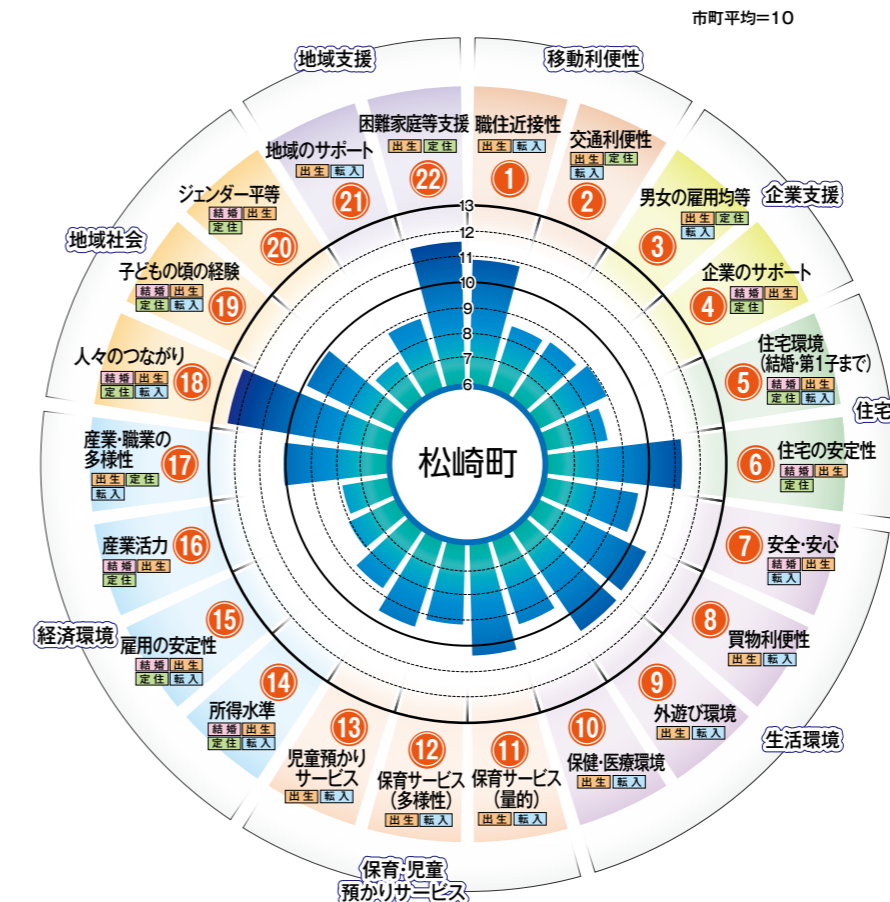 市町平均=10
移動利便性
職住近接性
出生 転入
1
交通利便性
出生 定住
転入
2
企業支援
男女の雇用均等
出生 定住
転入
3
企業のサポート
結婚 出生
定住
4
住宅
住宅環境
(結婚・第1子まで)
結婚 出生
定住 転入
5
住宅の安定性
結婚 出生
定住
6
生活環境
安全・安心
結婚 出生
転入
7
買物利便性
出生 転入
8
外遊び環境
出生 転入
9
保健・医療環境
出生 転入
10
保育・児童
預かりサービス
保育サービス
(量的)
出生 転入
11
保育サービス
(多様性)
出生 転入
12
児童預かり
サービス
出生 転入
13
経済環境
所得水準
結婚 出生
定住 転入
14
雇用の安定性
結婚 出生
定住 転入
15
産業活力
結婚 出生
定住
16
産業・職業の
多様性
出生 定住
転入
17
地域社会
人々のつながり
結婚 出生
定住 転入
18
子どもの頃の経験
結婚 出生
定住 転入
19
ジェンダー平等
結婚 出生
定住
20
地域支援
地域のサポート
出生 転入
21
困難家庭等支援
出生 定住
22
13
12
11
10
9
8
7
6
松崎町